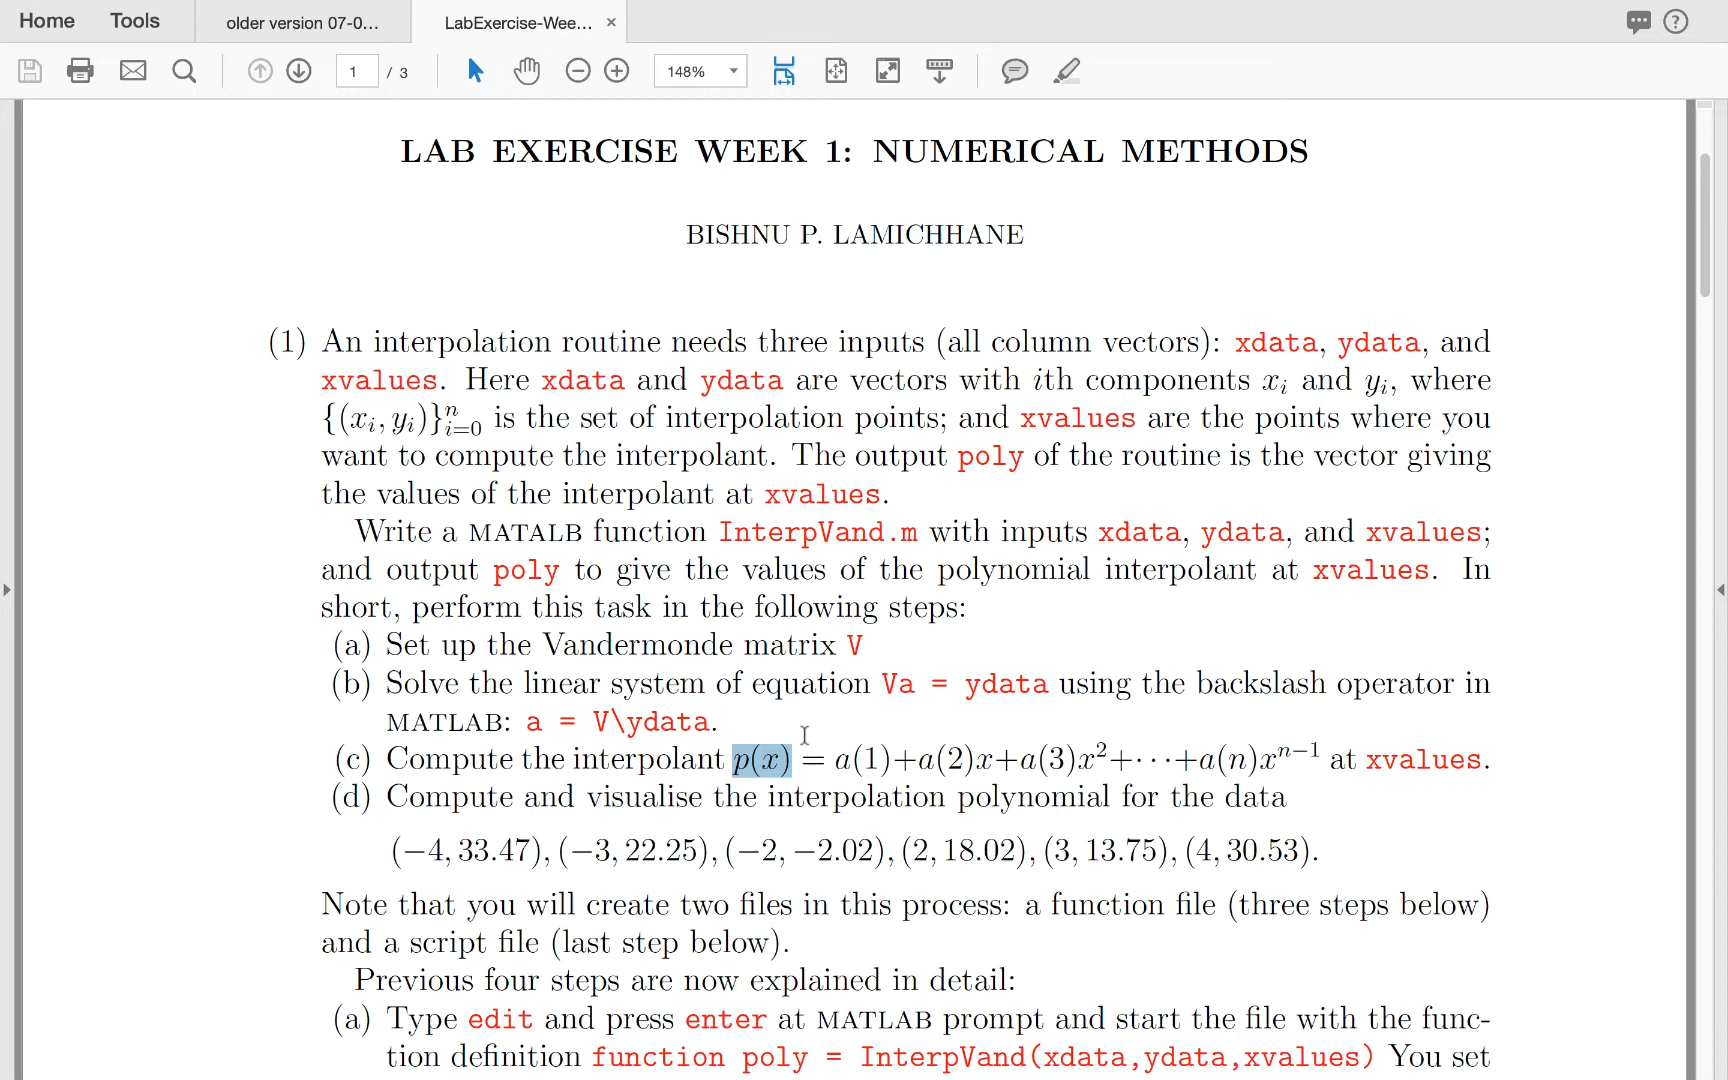 Home Tools older version 07-0... LabExercise-Wee... ×
1 / 3 148%
LAB EXERCISE WEEK 1: NUMERICAL METHODS
BISHNU P. LAMICHHANE
(1) An interpolation routine needs three inputs (all column vectors): xdata, ydata, and
xvalues. Here xdata and ydata are vectors with ith components xᵢ and yᵢ, where
{(xᵢ, yᵢ)}ⁿᵢ₌₀ is the set of interpolation points; and xvalues are the points where you
want to compute the interpolant. The output poly of the routine is the vector giving
the values of the interpolant at xvalues.
Write a MATALB function InterpVand.m with inputs xdata, ydata, and xvalues;
and output poly to give the values of the polynomial interpolant at xvalues. In
short, perform this task in the following steps:
(a) Set up the Vandermonde matrix V
(b) Solve the linear system of equation Va = ydata using the backslash operator in
MATLAB: a = V\ydata.
(c) Compute the interpolant p(x) = a(1)+a(2)x+a(3)x²+···+a(n)xⁿ⁻¹ at xvalues.
(d) Compute and visualise the interpolation polynomial for the data
(−4, 33.47), (−3, 22.25), (−2, −2.02), (2, 18.02), (3, 13.75), (4, 30.53).
Note that you will create two files in this process: a function file (three steps below)
and a script file (last step below).
Previous four steps are now explained in detail:
(a) Type edit and press enter at MATLAB prompt and start the file with the func-
tion definition function poly = InterpVand(xdata,ydata,xvalues) You set